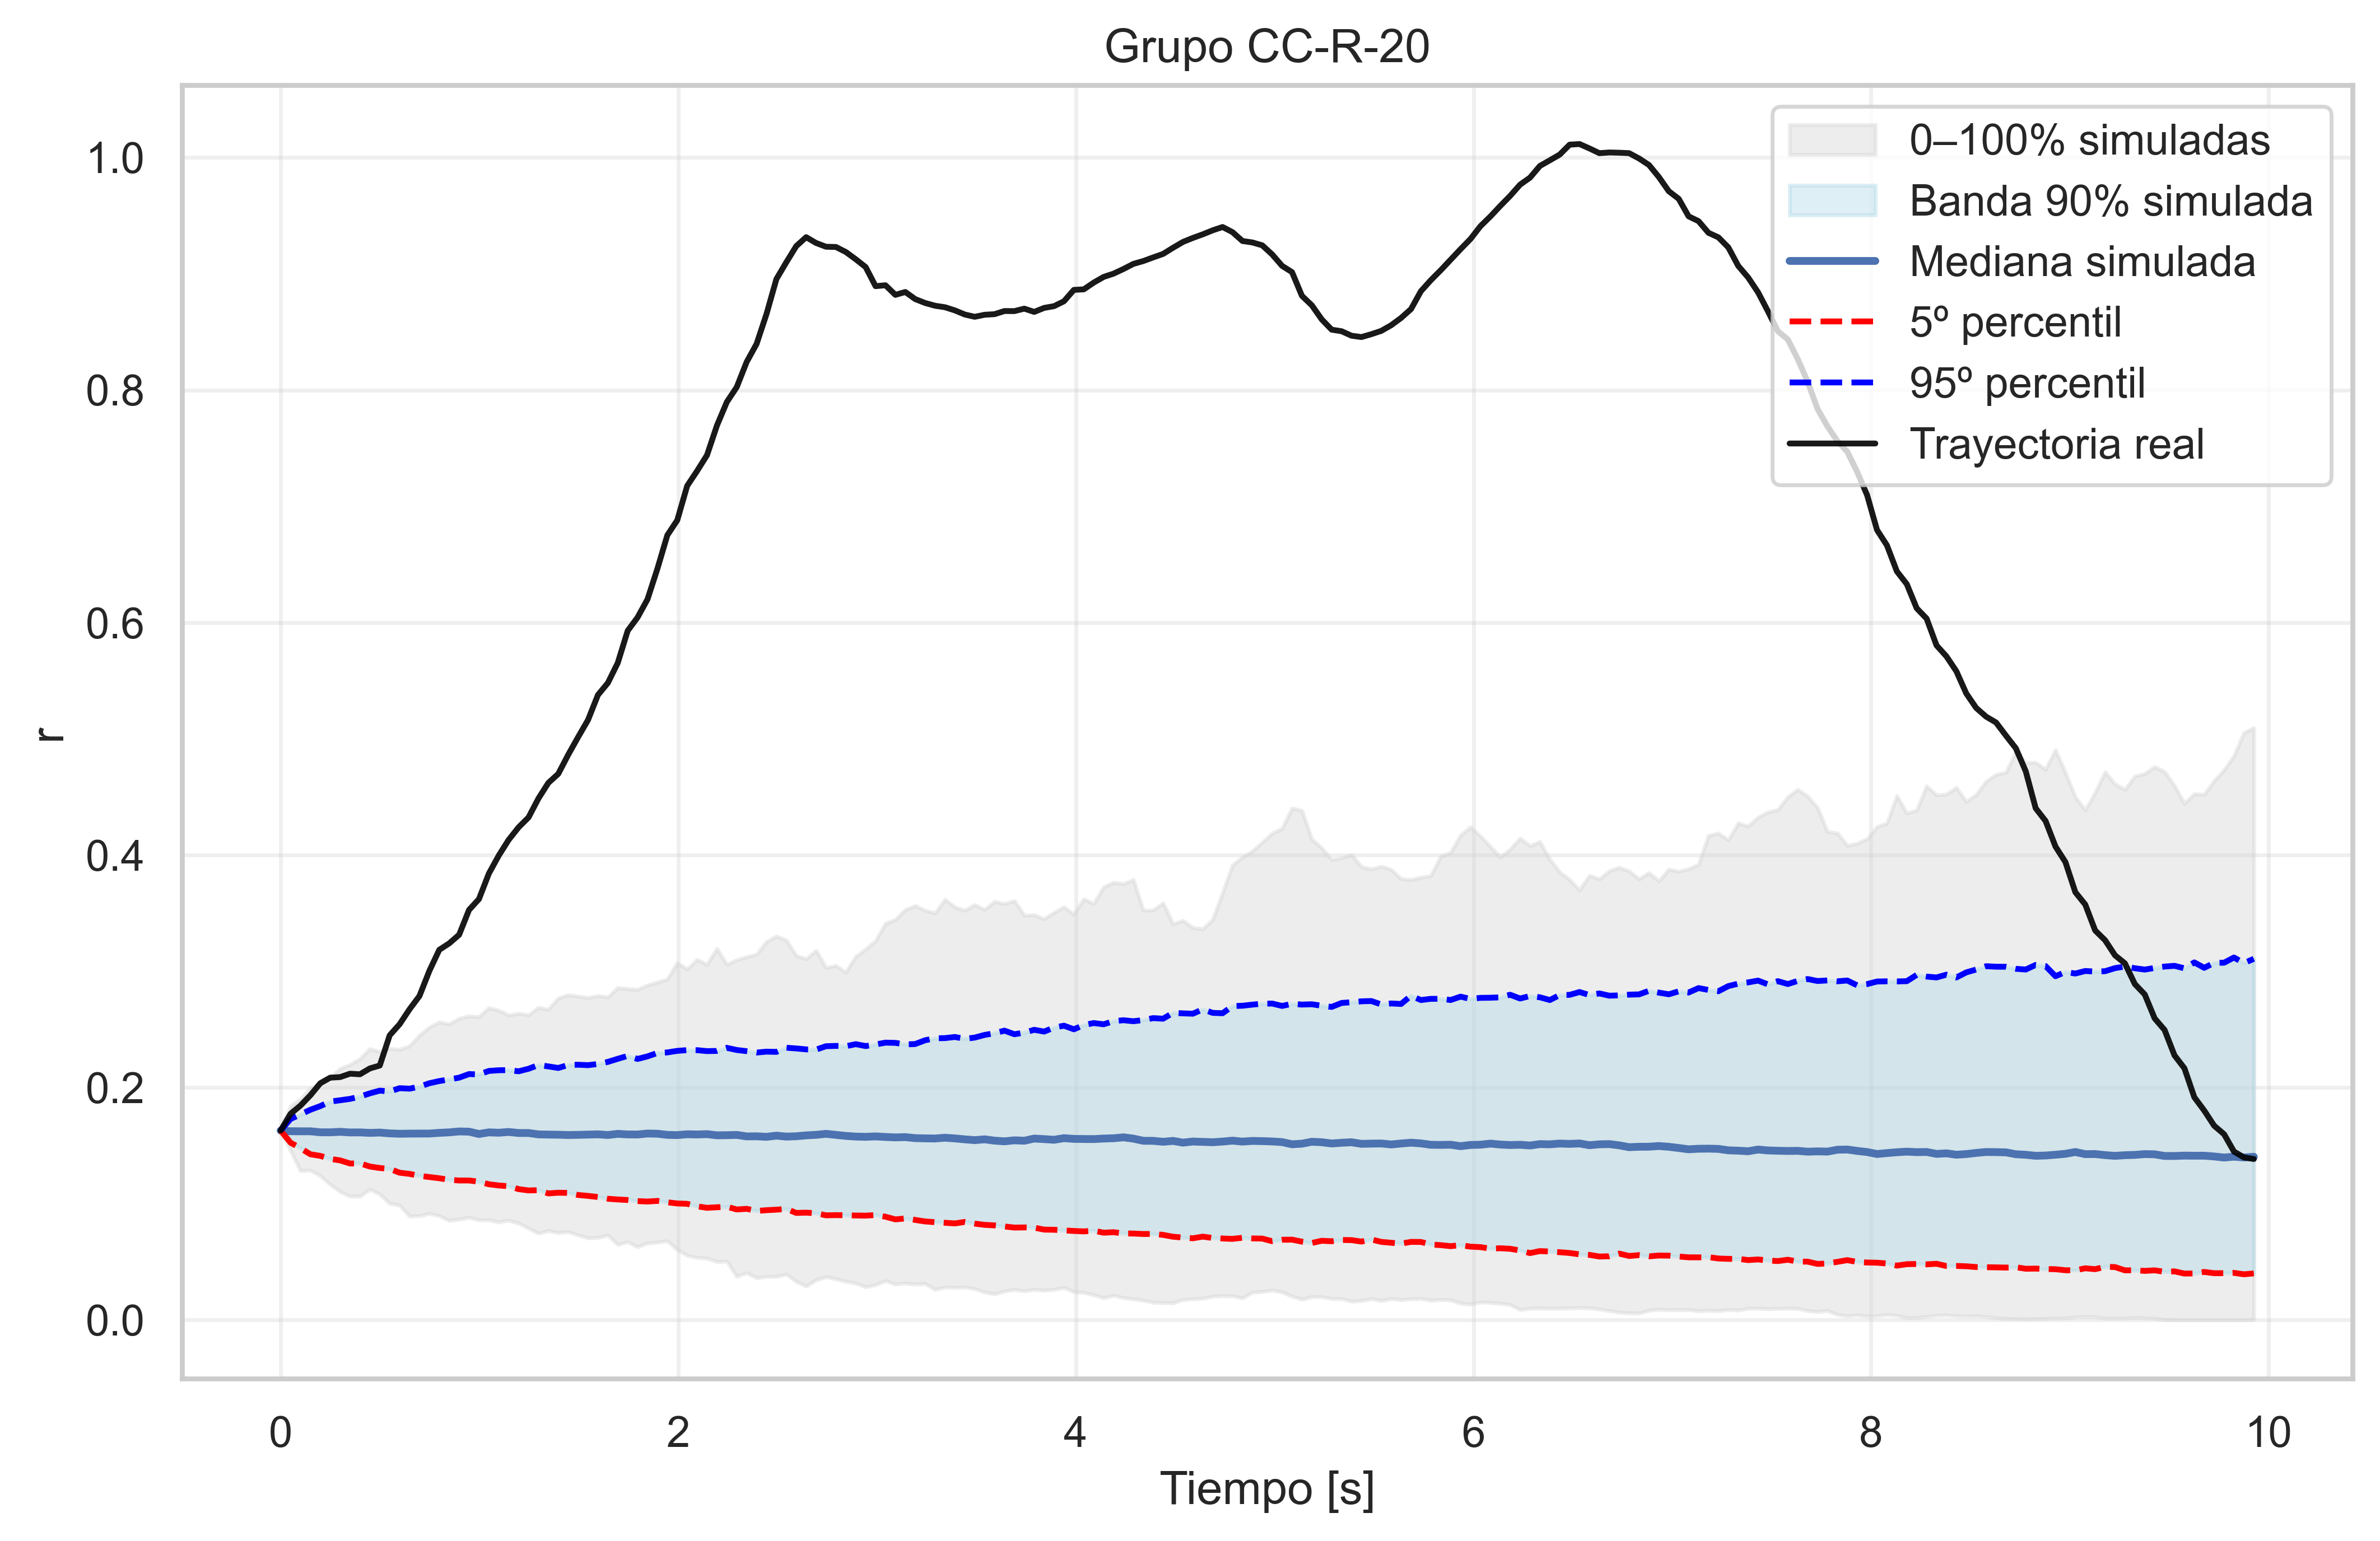 Grupo CC-R-20
1.0
0.8
0.6
0.4
0.2
0.0
r
0–100% simuladas
Banda 90% simulada
Mediana simulada
5º percentil
95º percentil
Trayectoria real
0 2 4 6 8 10
Tiempo [s]